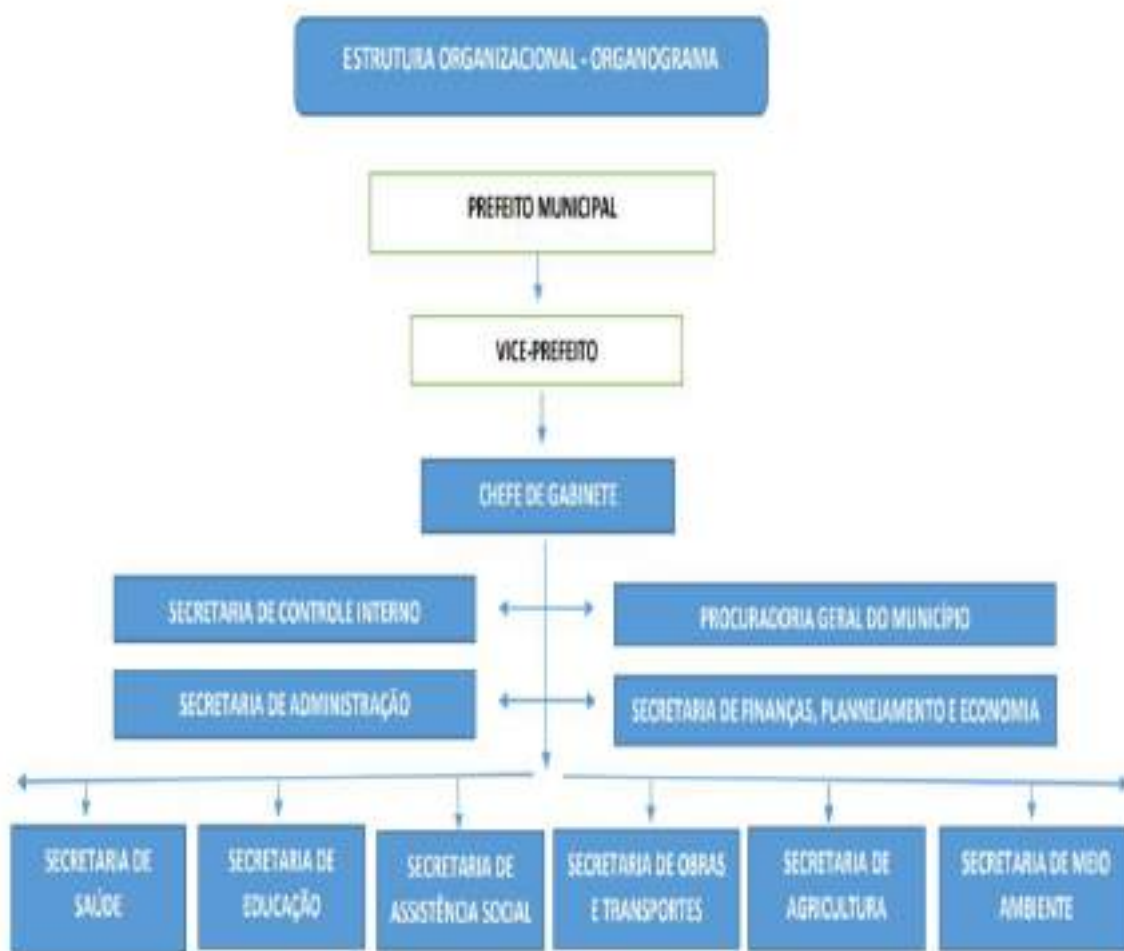 ESTRUTURA ORGANIZACIONAL - ORGANOGRAMA
PREFEITO MUNICIPAL
VICE-PREFEITO
CHEFE DE GABINETE
SECRETARIA DE CONTROLE INTERNO
PROCURADORIA GERAL DO MUNICÍPIO
SECRETARIA DE ADMINISTRAÇÃO
SECRETARIA DE FINANÇAS, PLANNEJAMENTO E ECONOMIA
SECRETARIA DE
SAÚDE
SECRETARIA DE
EDUCAÇÃO
SECRETARIA DE
ASSISTÊNCIA SOCIAL
SECRETARIA DE OBRAS
E TRANSPORTES
SECRETARIA DE
AGRICULTURA
SECRETARIA DE MEIO
AMBIENTE